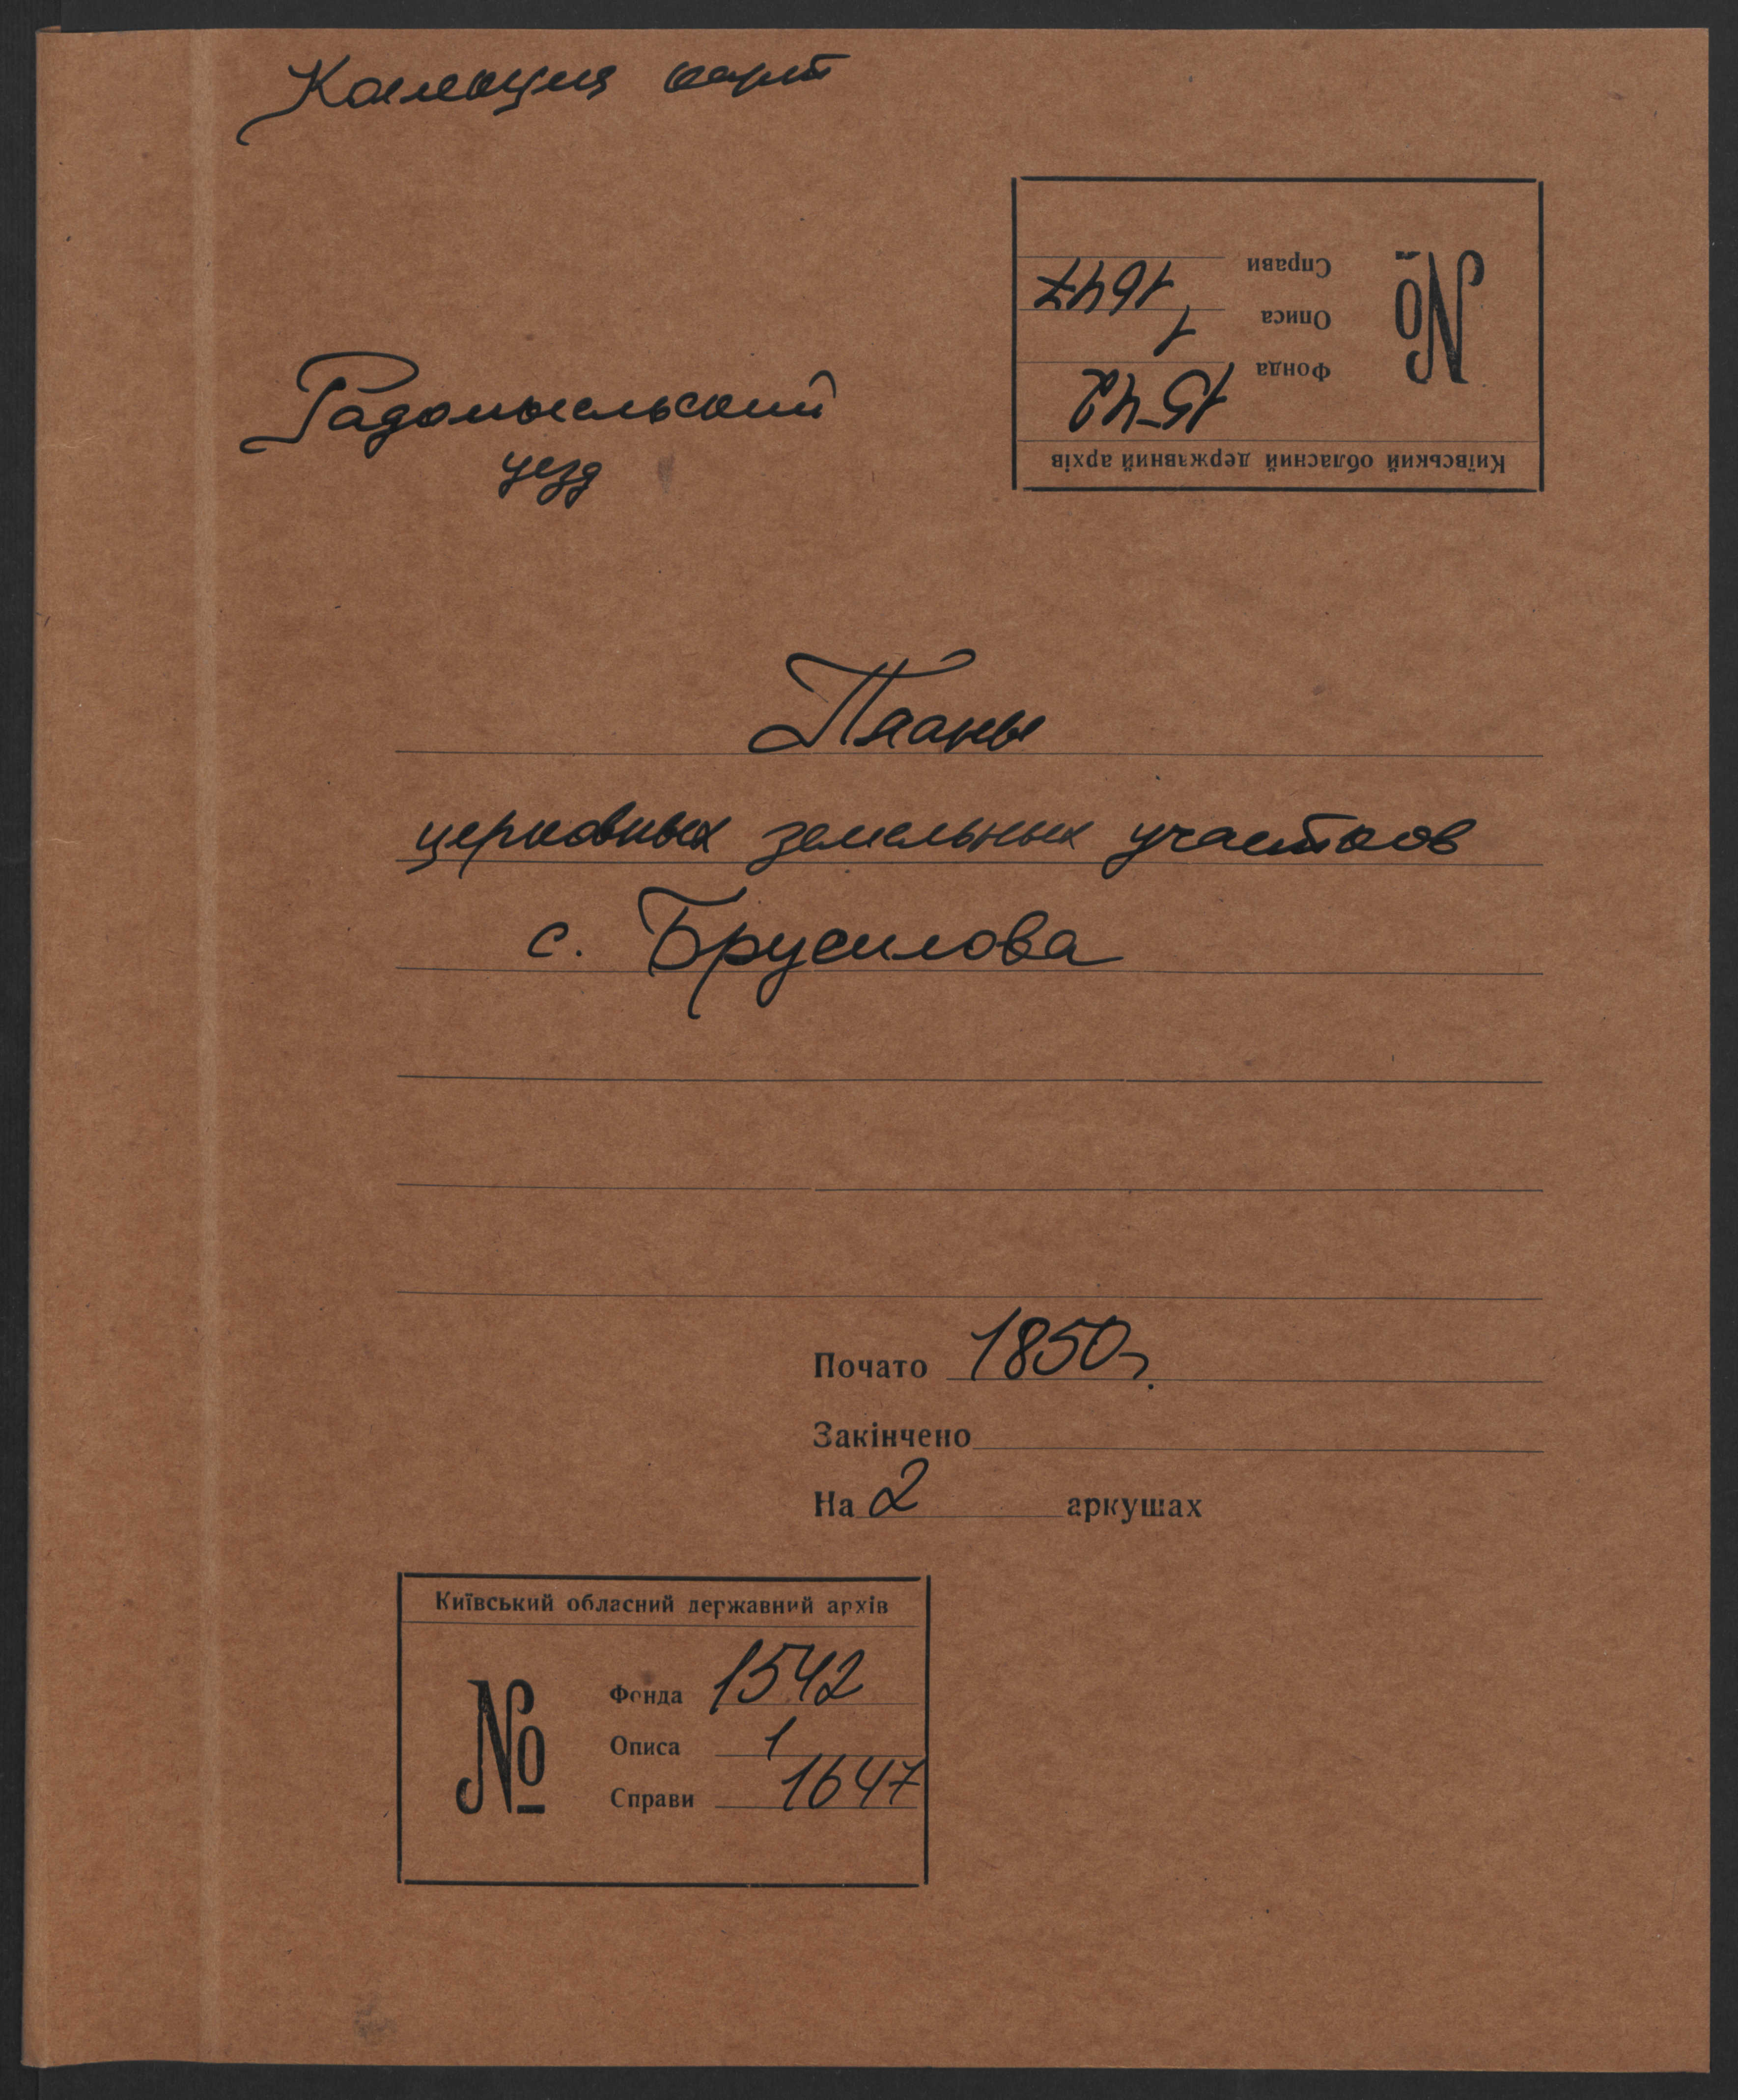 Коллекция карт
Справи 1647
Описа 1
Фонда 1542
№
Київський обласний державний архів
Радомысльский
уезд
Планы
церковных земельных участков
с. Брусилова
Почато 1850 г.
Закінчено
На 2 аркушах
Київський обласний державний архів
№
Фонда 1542
Описа 1
Справи 1647